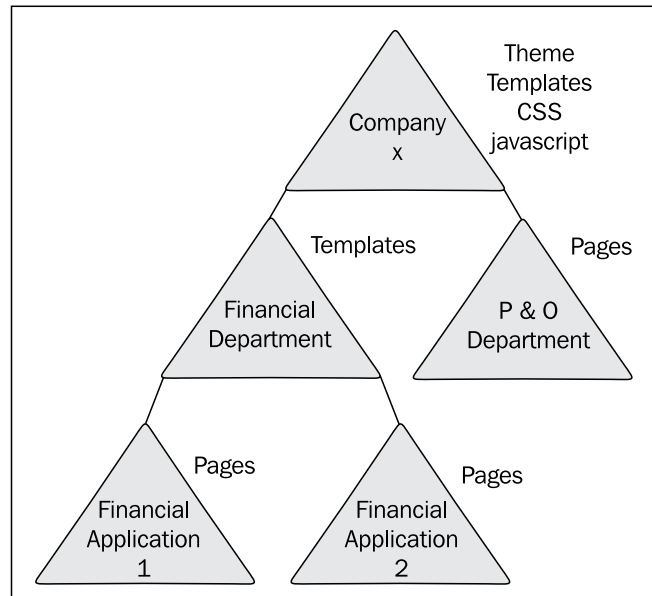 Theme
Templates
CSS
javascript
Company
x
Templates
Pages
Financial
Department
P & O
Department
Pages
Pages
Financial
Application
1
Financial
Application
2